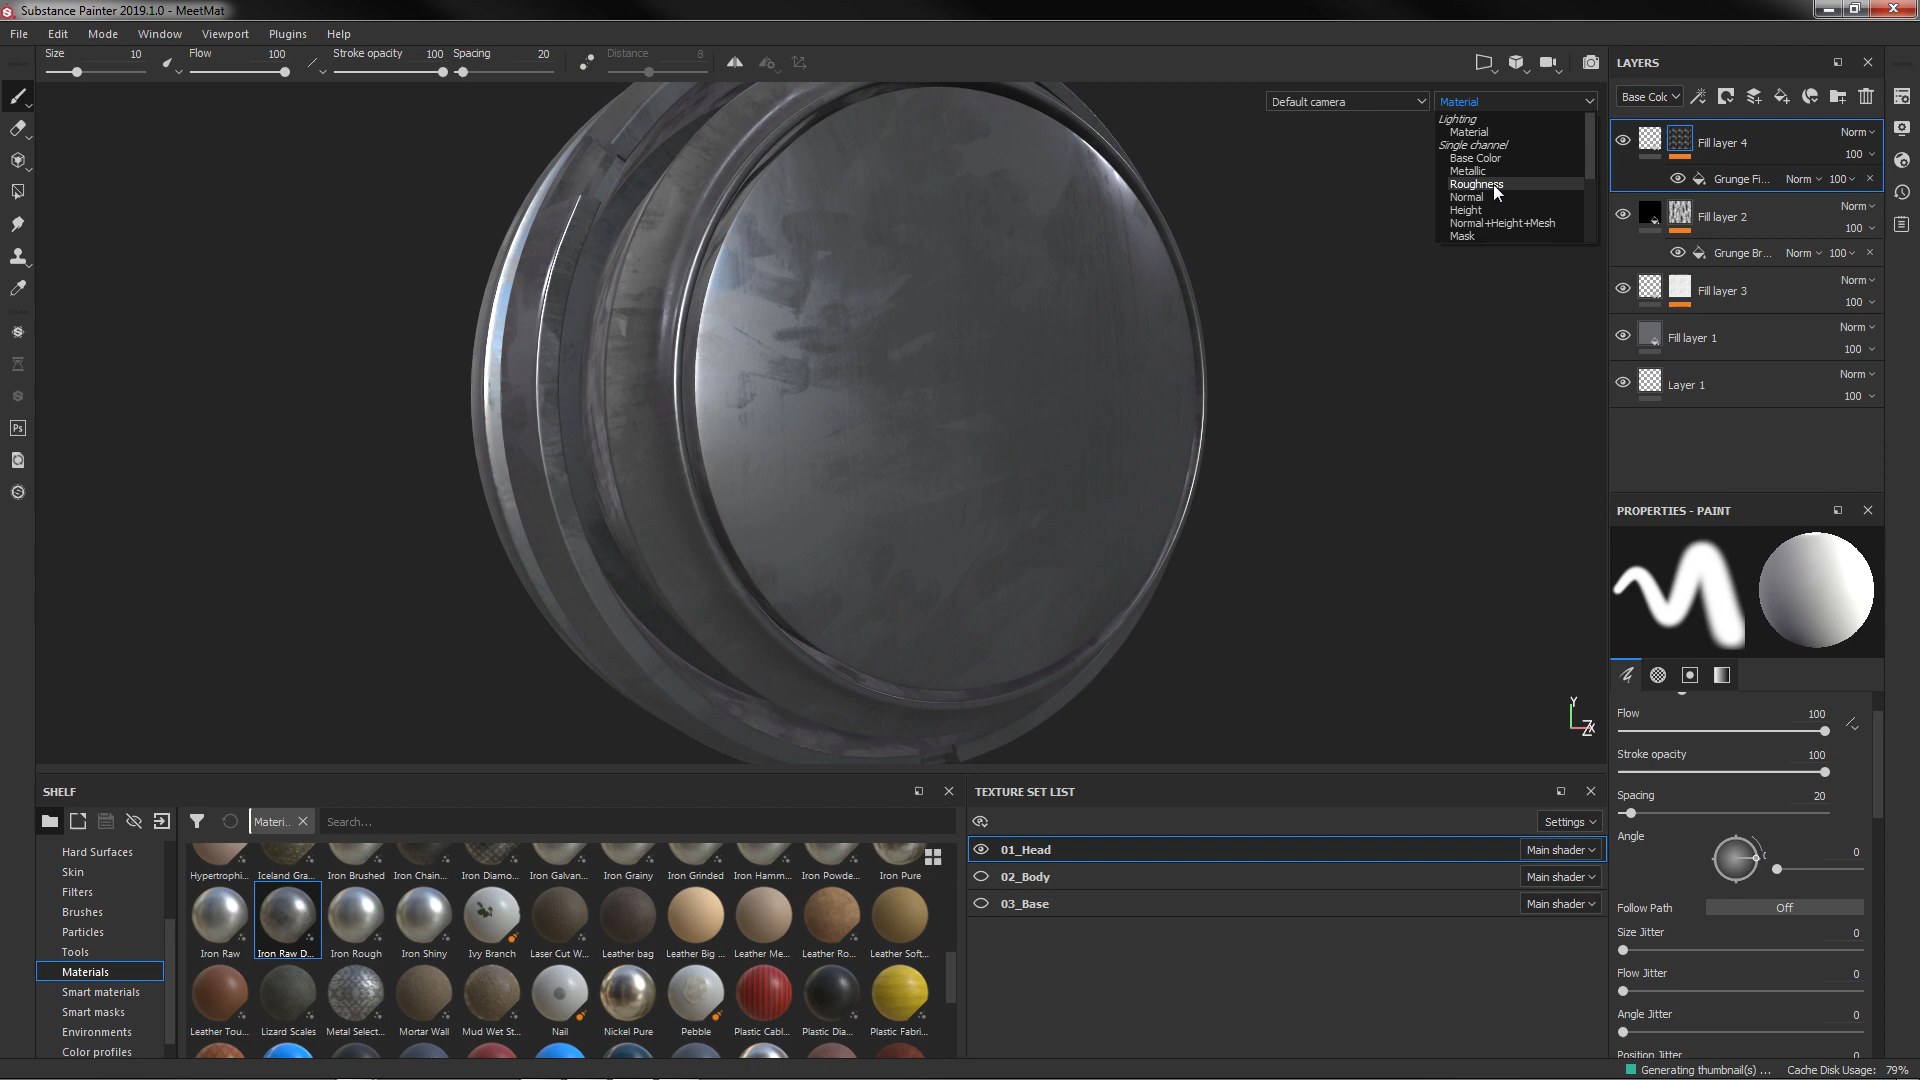 Substance Painter 2019.1.0 - MeetMat
File Edit Mode Window Viewport Plugins Help
Size 10 Flow 100 Stroke opacity 100 Spacing 20 Distance 8
Default camera
Material
Lighting
Material
Single channel
Base Color
Metallic
Roughness
Normal
Height
Normal+Height+Mesh
Mask
Y
Z X
LAYERS
Base Colc
Norm
Fill layer 4
100
Grunge Fi... Norm 100
Norm
Fill layer 2
100
Grunge Br... Norm 100
Norm
Fill layer 3
100
Norm
Fill layer 1
100
Norm
Layer 1
100
PROPERTIES - PAINT
Flow 100
Stroke opacity 100
Spacing 20
Angle
0
Follow Path Off
Size Jitter 0
Flow Jitter 0
Angle Jitter 0
Position Jitter 0
SHELF
Ps
Materi...
Search...
Hard Surfaces
Skin
Filters
Brushes
Particles
Tools
Materials
Smart materials
Smart masks
Environments
Color profiles
Hypertrophi... Iceland Gra... Iron Brushed Iron Chain... Iron Diamo... Iron Galvan... Iron Grainy Iron Grinded Iron Hamm... Iron Powde... Iron Pure
Iron Raw Iron Raw D... Iron Rough Iron Shiny Ivy Branch Laser Cut W... Leather bag Leather Big ... Leather Me... Leather Ro... Leather Soft...
Leather Tou... Lizard Scales Metal Select... Mortar Wall Mud Wet St... Nail Nickel Pure Pebble Plastic Cabl... Plastic Dia... Plastic Fabri...
TEXTURE SET LIST
Settings
01_Head Main shader
02_Body Main shader
03_Base Main shader
Generating thumbnail(s) ... Cache Disk Usage: 79%